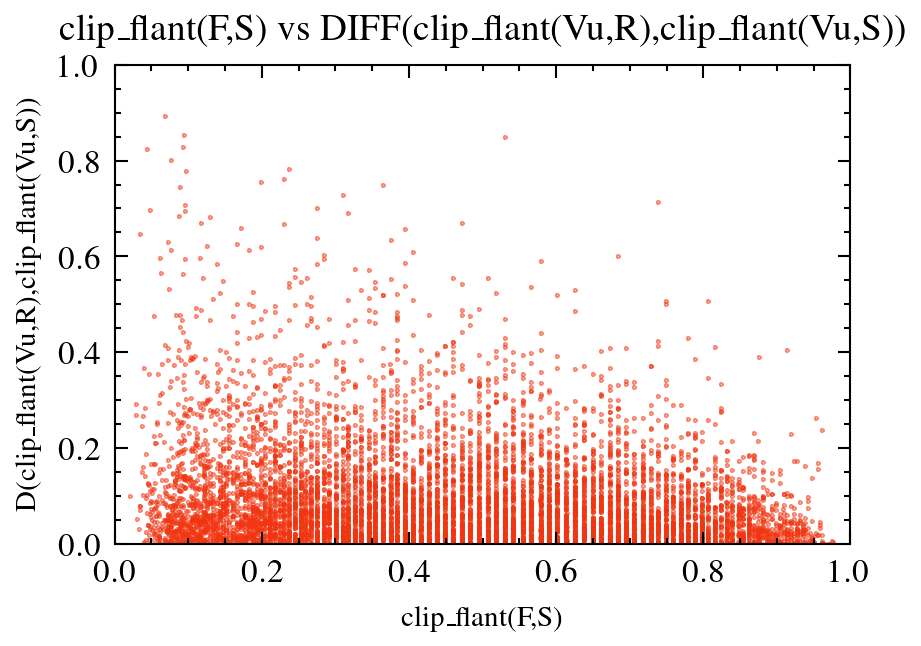 clip_flant(F,S) vs DIFF(clip_flant(Vu,R),clip_flant(Vu,S))
D(clip_flant(Vu,R),clip_flant(Vu,S))
1.0
0.8
0.6
0.4
0.2
0.0
0.0 0.2 0.4 0.6 0.8 1.0
clip_flant(F,S)